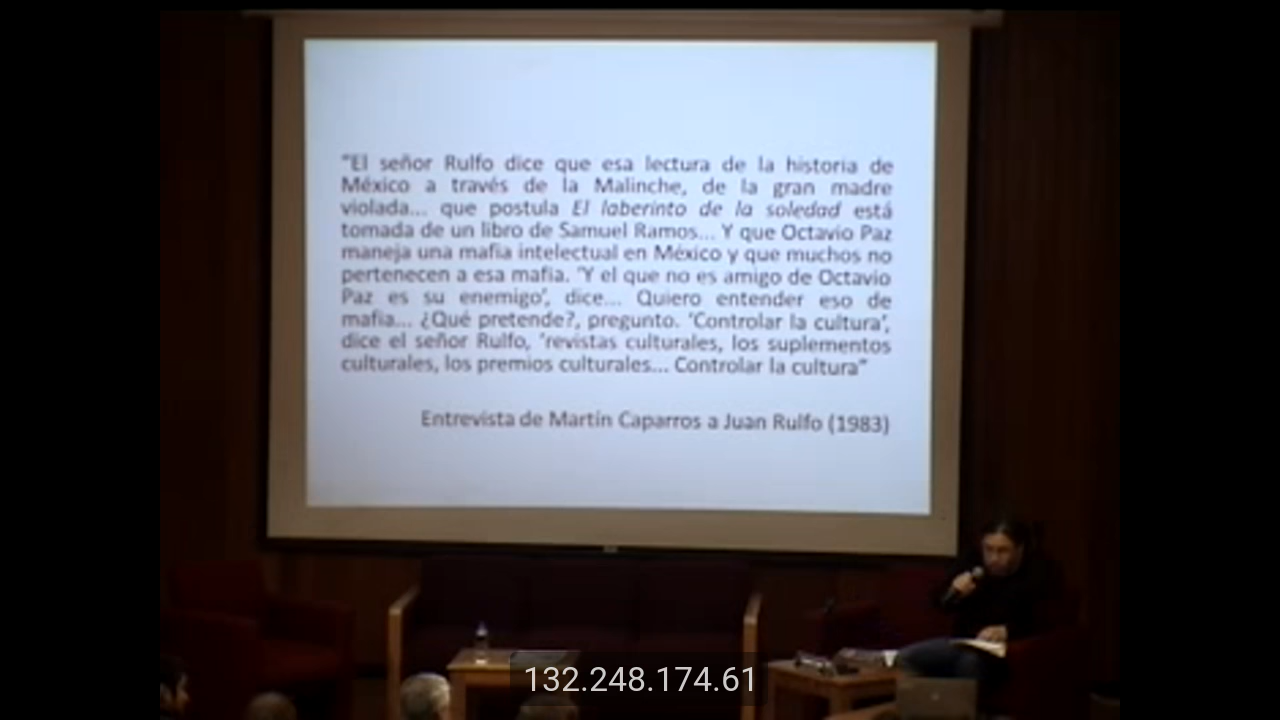 "El señor Rulfo dice que esa lectura de la historia de
México a través de la Malinche, de la gran madre
violada... que postula El laberinto de la soledad está
tomada de un libro de Samuel Ramos... Y que Octavio Paz
maneja una mafia intelectual en México y que muchos no
pertenecen a esa mafia. 'Y el que no es amigo de Octavio
Paz es su enemigo', dice... Quiero entender eso de
mafia... ¿Qué pretende?, pregunto. 'Controlar la cultura',
dice el señor Rulfo, 'revistas culturales, los suplementos
culturales, los premios culturales... Controlar la cultura"
Entrevista de Martín Caparros a Juan Rulfo (1983)
132.248.174.61